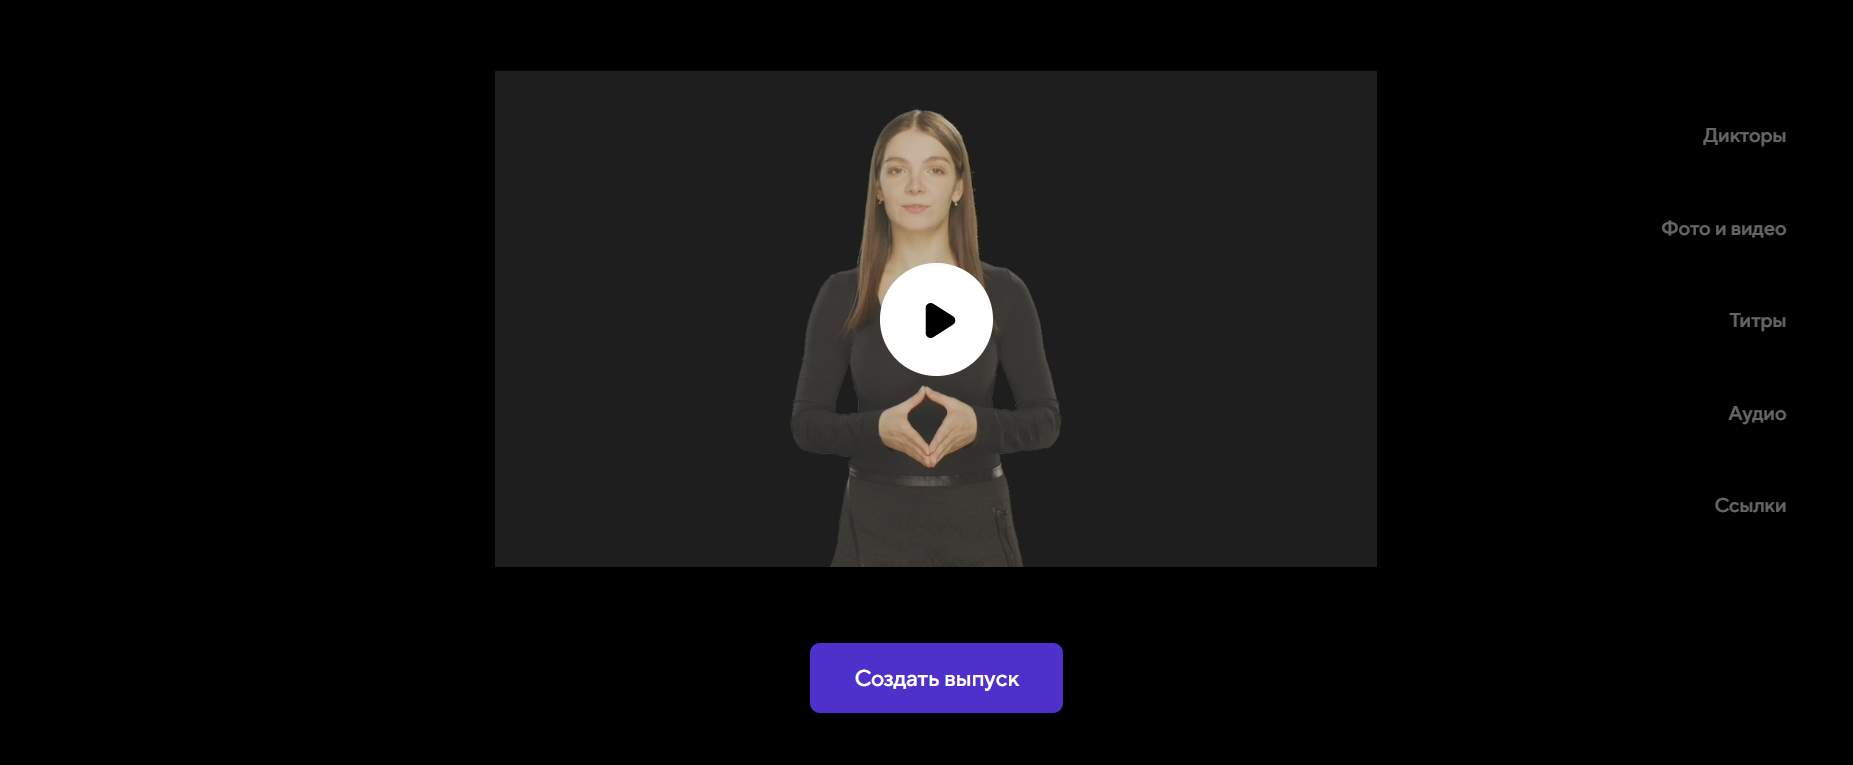 Дикторы
Фото и видео
Титры
Аудио
Ссылки
Создать выпуск